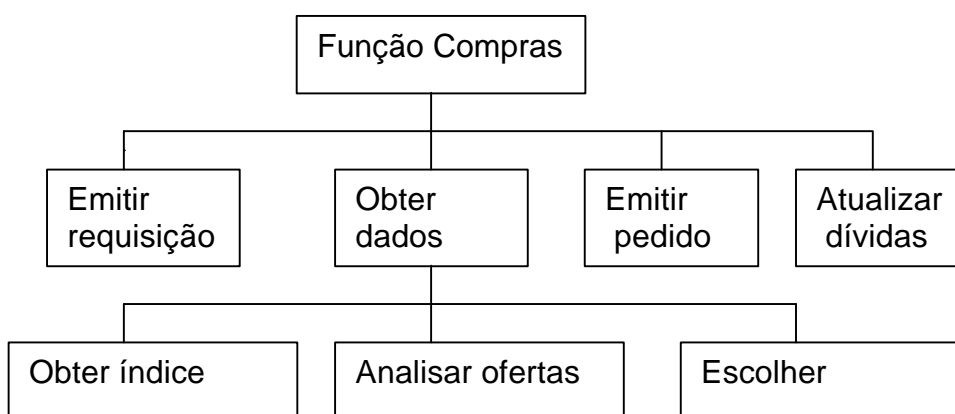 Função Compras
Emitir
requisição
Obter
dados
Emitir
pedido
Atualizar
dívidas
Obter índice
Analisar ofertas
Escolher